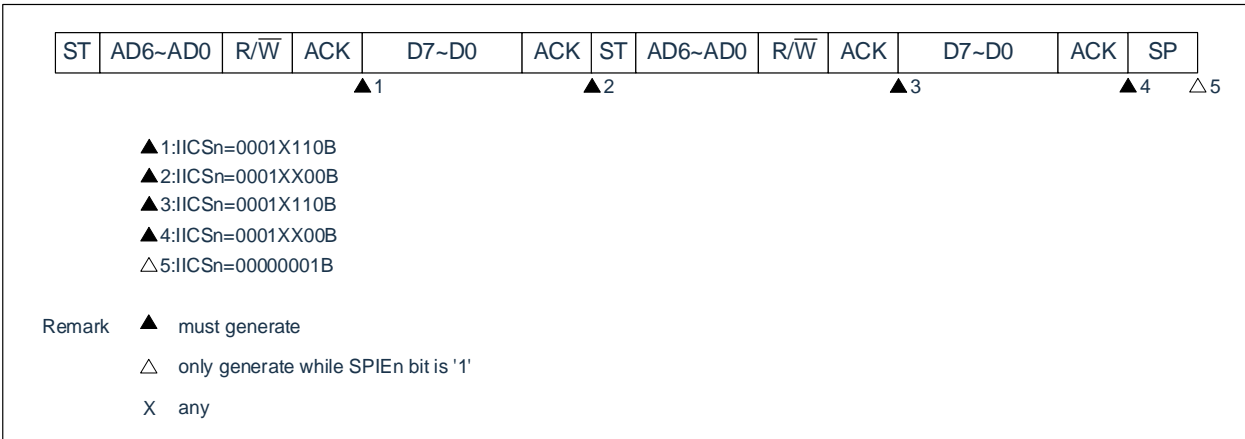 ST AD6~AD0 R/W̅ ACK D7~D0 ACK ST AD6~AD0 R/W̅ ACK D7~D0 ACK SP
▲1 ▲2 ▲3 ▲4 △5
▲1:IICSn=0001X110B
▲2:IICSn=0001XX00B
▲3:IICSn=0001X110B
▲4:IICSn=0001XX00B
△5:IICSn=00000001B
Remark ▲ must generate
△ only generate while SPIEn bit is '1'
X any